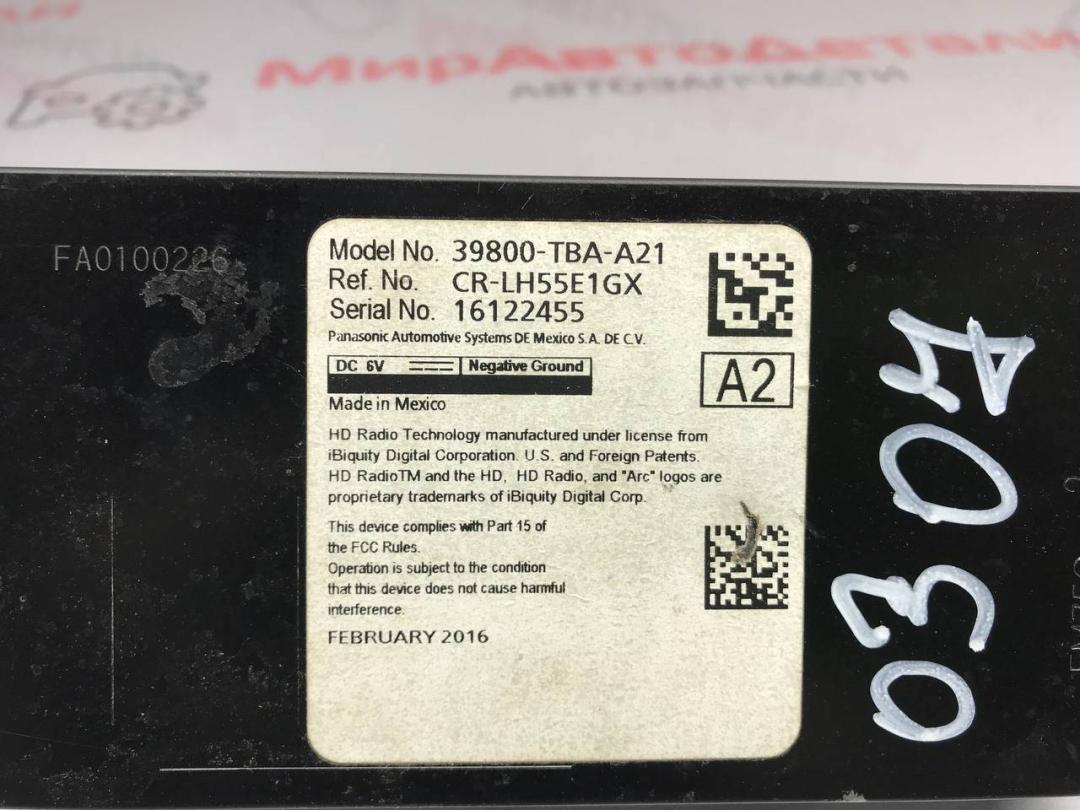 МирАвтоДетали
АВТОЗАПЧАСТИ
FA0100226
Model No. 39800-TBA-A21
Ref. No. CR-LH55E1GX
Serial No. 16122455
Panasonic Automotive Systems DE Mexico S.A. DE C.V.
DC 6V Negative Ground
Made in Mexico
A2
HD Radio Technology manufactured under license from
iBiquity Digital Corporation. U.S. and Foreign Patents.
HD RadioTM and the HD, HD Radio, and "Arc" logos are
proprietary trademarks of iBiquity Digital Corp.
This device complies with Part 15 of
the FCC Rules.
Operation is subject to the condition
that this device does not cause harmful
interference.
FEBRUARY 2016